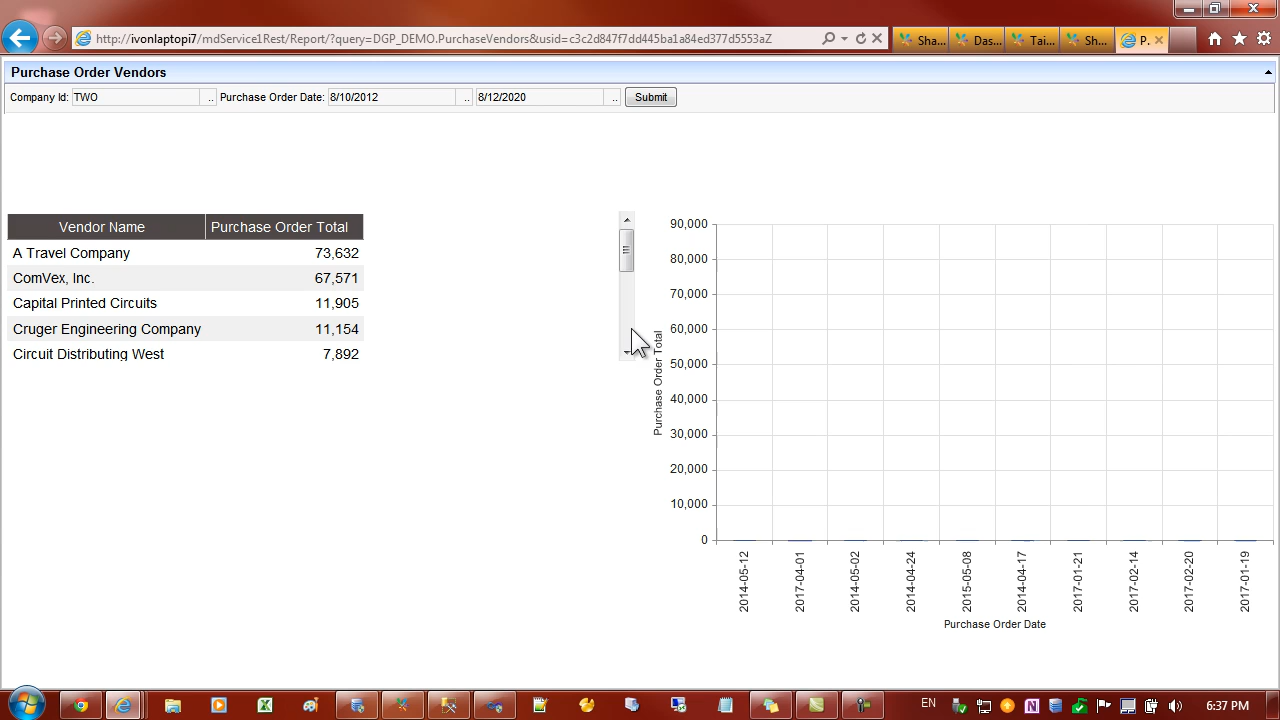 http://ivonlaptopi7/mdService1Rest/Report/?query=DGP_DEMO.PurchaseVendors&usid=c3c2d847f7dd445ba1a84ed377d5553aZ
Sha...
Das...
Tai...
Sh...
P.
Purchase Order Vendors
Company Id: TWO .. Purchase Order Date: 8/10/2012 .. 8/12/2020 .. Submit
Vendor Name Purchase Order Total
A Travel Company 73,632
ComVex, Inc. 67,571
Capital Printed Circuits 11,905
Cruger Engineering Company 11,154
Circuit Distributing West 7,892
Purchase Order Total
90,000
80,000
70,000
60,000
50,000
40,000
30,000
20,000
10,000
0
2014-05-12
2017-04-01
2014-05-02
2014-04-24
2015-05-08
2014-04-17
2017-01-21
2017-02-14
2017-02-20
2017-01-19
Purchase Order Date
EN
6:37 PM